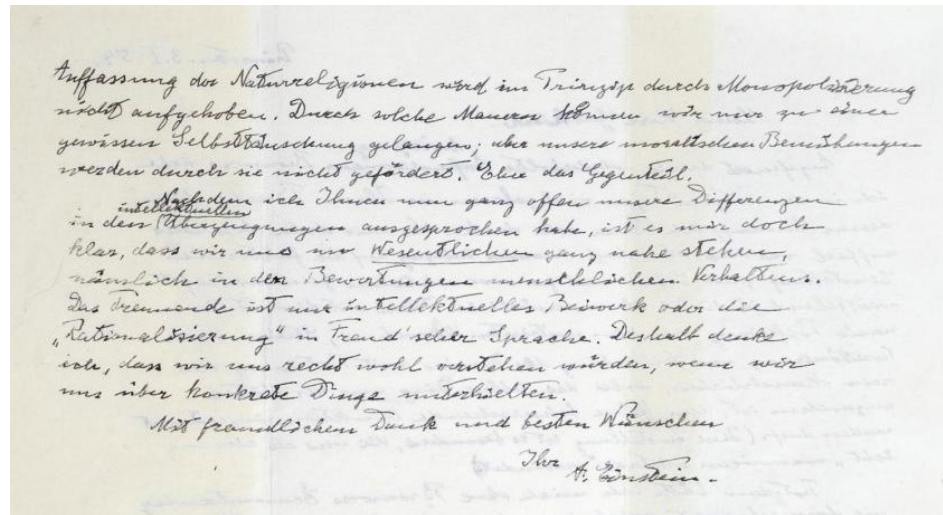 Auffassung der Naturreligionen wird im Prinzip durch Monopolisierung
nicht aufgehoben. Durch solche Mauern können wir nur zu einer
gewissen Selbsttäuschung gelangen; aber unsere moralischen Bemühungen
werden durch sie nicht gefördert. Eher das Gegenteil.
Nachdem ich Ihnen nun ganz offen unsere Differenzen
in den intellektuellen Überzeugungen ausgesprochen habe, ist es mir doch
klar, dass wir uns im Wesentlichen ganz nahe stehen,
nämlich in den Bewertungen menschlichen Verhaltens.
Das Trennende ist nur intellektuelles Beiwerk oder die
„Rationalisierung" in Freud'scher Sprache. Deshalb denke
ich, dass wir uns recht wohl verstehen würden, wenn wir
uns über konkrete Dinge unterhielten.
Mit freundlichem Dank und besten Wünschen
Ihr
A. Einstein.